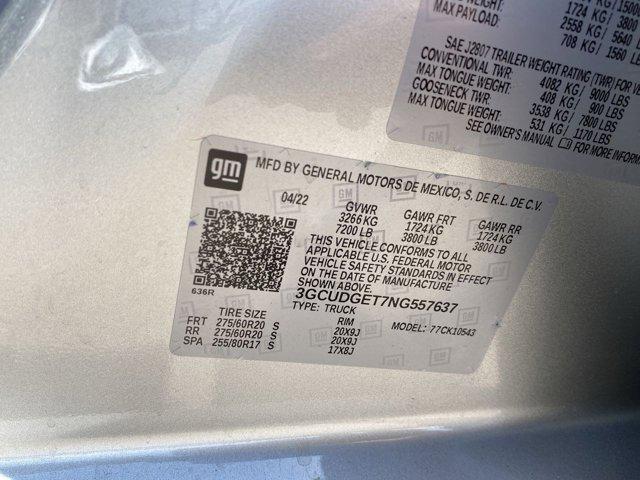 1724 KG / 3800
MAX PAYLOAD: 2558 KG / 5640
708 KG / 1560 LB
SAE J2807 TRAILER WEIGHT RATING (TWR) FOR
CONVENTIONAL TWR: 4082 KG / 9000 LBS
MAX TONGUE WEIGHT: 408 KG / 900 LBS
GOOSENECK TWR: 3538 KG / 7800 LBS
MAX TONGUE WEIGHT: 531 KG / 1170 LBS
SEE OWNER'S MANUAL FOR MORE INFORM
gm
MFD BY GENERAL MOTORS DE MEXICO, S. DE R.L. DE C.V.
04/22
GVWR GAWR FRT GAWR RR
3266 KG 1724 KG 1724 KG
7200 LB 3800 LB 3800 LB
THIS VEHICLE CONFORMS TO ALL
APPLICABLE U.S. FEDERAL MOTOR
VEHICLE SAFETY STANDARDS IN EFFECT
ON THE DATE OF MANUFACTURE
SHOWN ABOVE.
636R
3GCUDGET7NG557637
TYPE: TRUCK MODEL: 77CK10543
TIRE SIZE RIM
FRT 275/60R20 S 20X9J
RR 275/60R20 S 20X9J
SPA 255/80R17 S 17X8J